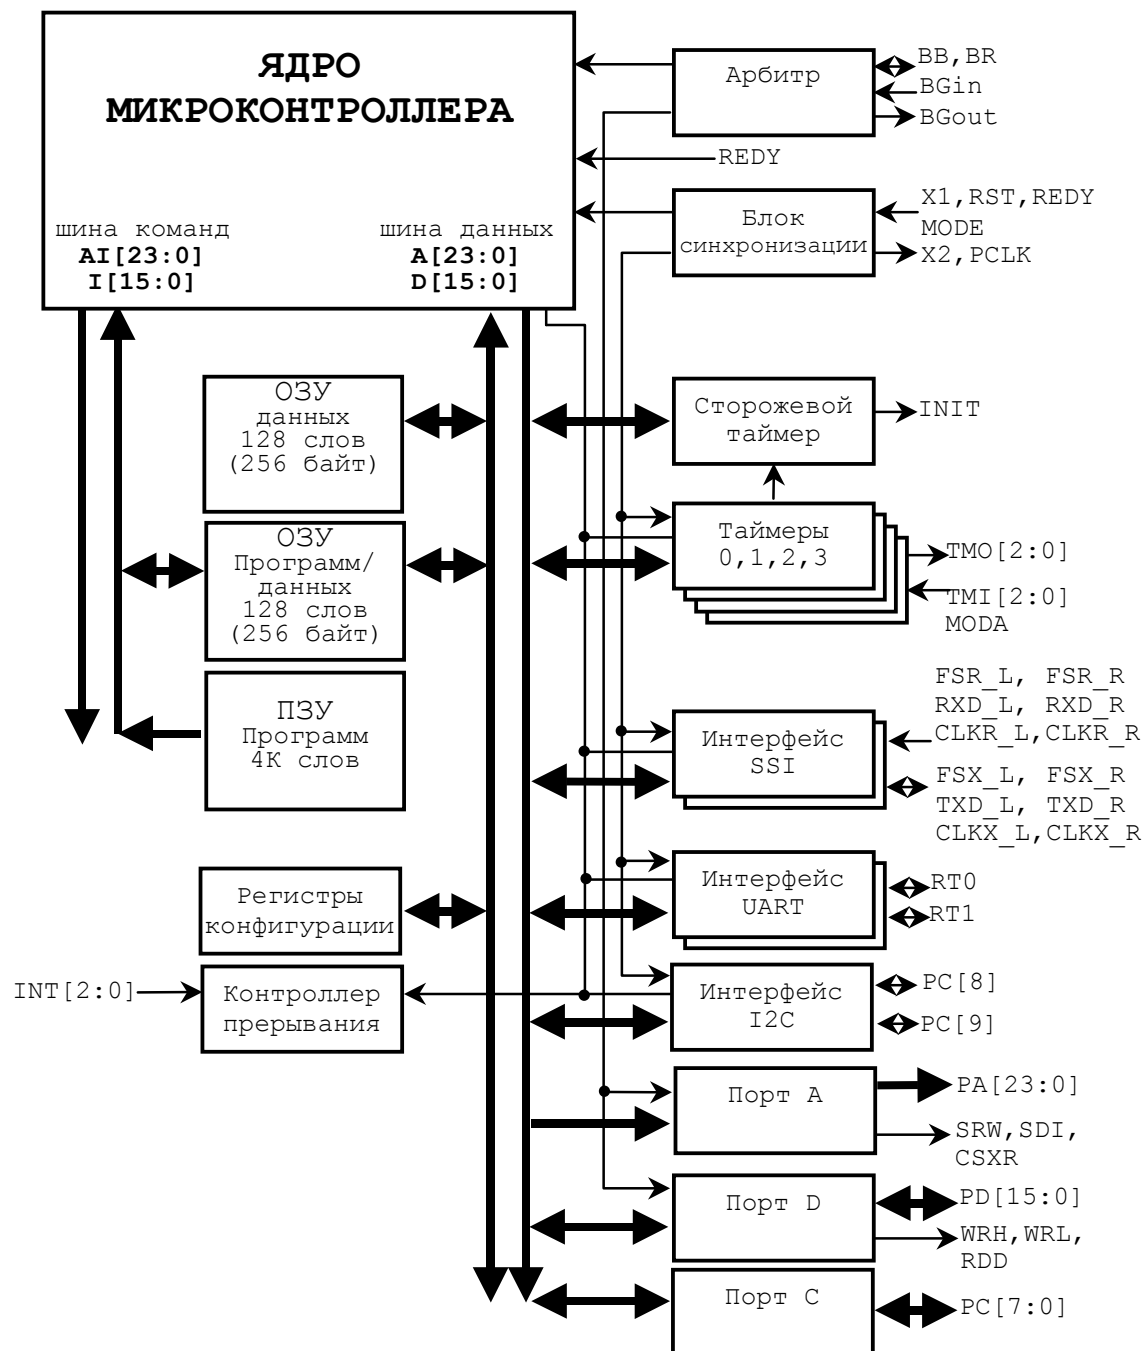 ЯДРО
МИКРОКОНТРОЛЛЕРА
шина команд
AI[23:0]
I[15:0]
шина данных
A[23:0]
D[15:0]
Арбитр
BB,BR
BGin
BGout
REDY
Блок
синхронизации
X1,RST,REDY
MODE
X2,PCLK
ОЗУ
данных
128 слов
(256 байт)
Сторожевой
таймер
INIT
ОЗУ
Программ/
данных
128 слов
(256 байт)
Таймеры
0,1,2,3
TMO[2:0]
TMI[2:0]
MODA
ПЗУ
Программ
4К слов
Интерфейс
SSI
FSR_L, FSR_R
RXD_L, RXD_R
CLKR_L,CLKR_R
FSX_L, FSX_R
TXD_L, TXD_R
CLKX_L,CLKX_R
Регистры
конфигурации
Интерфейс
UART
RT0
RT1
INT[2:0]
Контроллер
прерывания
Интерфейс
I2C
PC[8]
PC[9]
Порт A
PA[23:0]
SRW,SDI,
CSXR
Порт D
PD[15:0]
WRH,WRL,
RDD
Порт C
PC[7:0]